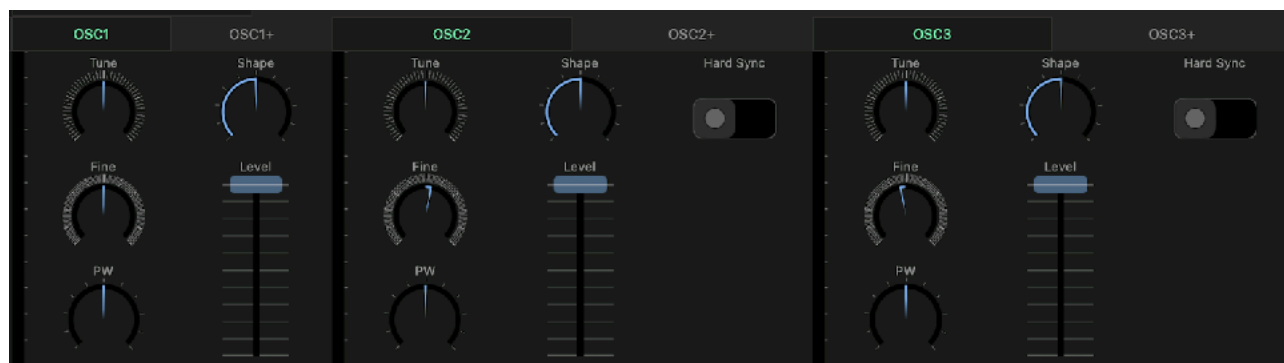 OSC1 OSC1+ OSC2 OSC2+ OSC3 OSC3+
Tune Shape Tune Shape Hard Sync Tune Shape Hard Sync
Fine Level Fine Level Fine Level
PW PW PW